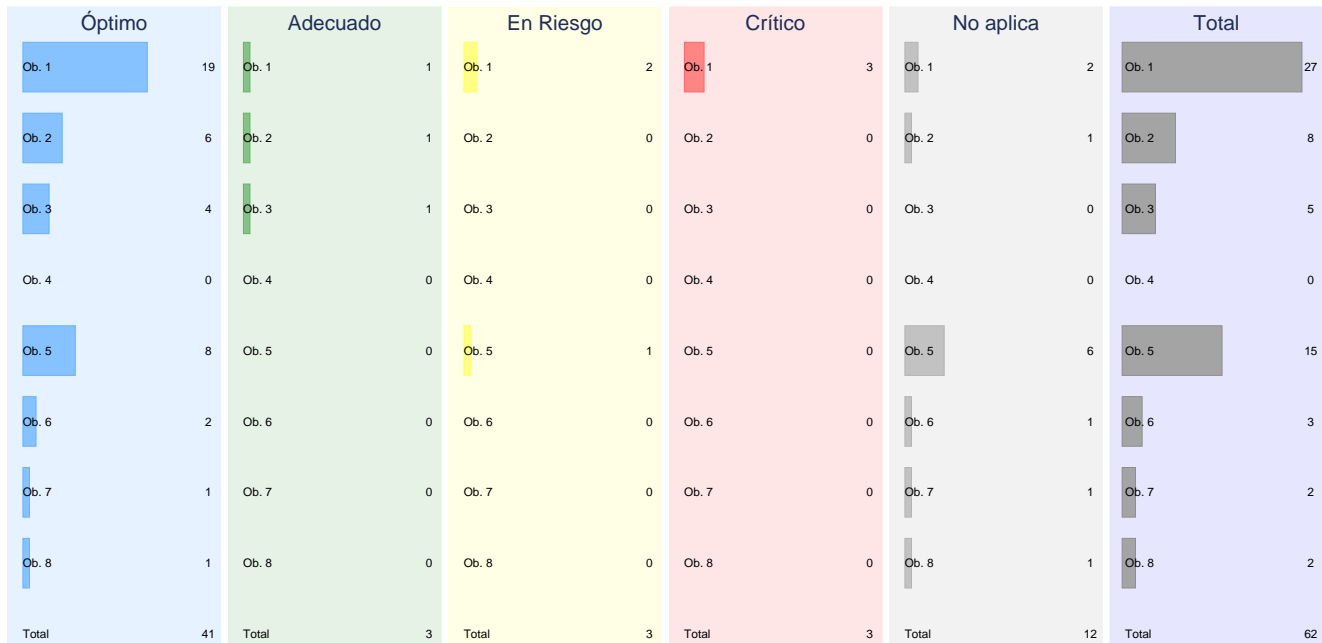 Óptimo Adecuado En Riesgo Crítico No aplica Total
Ob. 1 19 Ob. 1 1 Ob. 1 2 Ob. 1 3 Ob. 1 2 Ob. 1 27
Ob. 2 6 Ob. 2 1 Ob. 2 0 Ob. 2 0 Ob. 2 1 Ob. 2 8
Ob. 3 4 Ob. 3 1 Ob. 3 0 Ob. 3 0 Ob. 3 0 Ob. 3 5
Ob. 4 0 Ob. 4 0 Ob. 4 0 Ob. 4 0 Ob. 4 0 Ob. 4 0
Ob. 5 8 Ob. 5 0 Ob. 5 1 Ob. 5 0 Ob. 5 6 Ob. 5 15
Ob. 6 2 Ob. 6 0 Ob. 6 0 Ob. 6 0 Ob. 6 1 Ob. 6 3
Ob. 7 1 Ob. 7 0 Ob. 7 0 Ob. 7 0 Ob. 7 1 Ob. 7 2
Ob. 8 1 Ob. 8 0 Ob. 8 0 Ob. 8 0 Ob. 8 1 Ob. 8 2
Total 41 Total 3 Total 3 Total 3 Total 12 Total 62